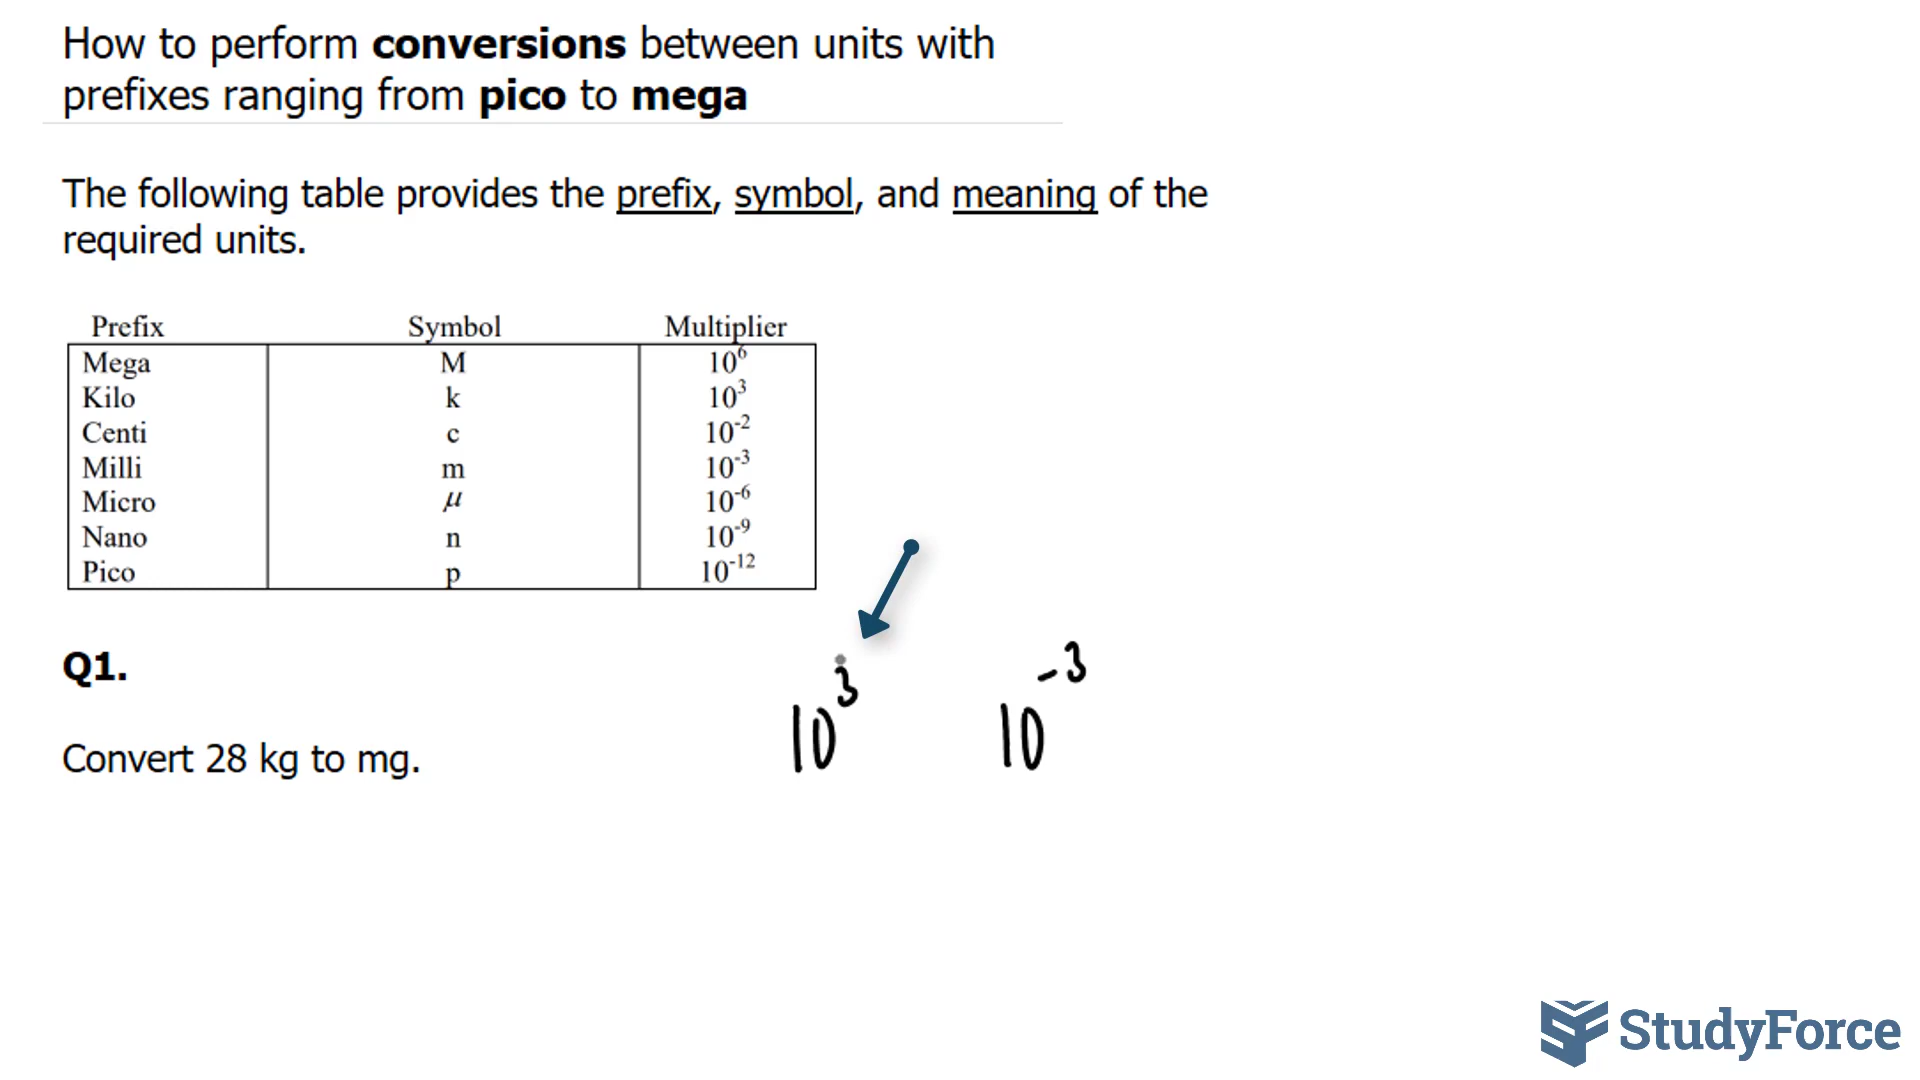 How to perform conversions between units with
prefixes ranging from pico to mega
The following table provides the prefix, symbol, and meaning of the
required units.
Prefix Symbol Multiplier
Mega M 10⁶
Kilo k 10³
Centi c 10⁻²
Milli m 10⁻³
Micro μ 10⁻⁶
Nano n 10⁻⁹
Pico p 10⁻¹²
Q1.
10³ 10⁻³
Convert 28 kg to mg.
StudyForce